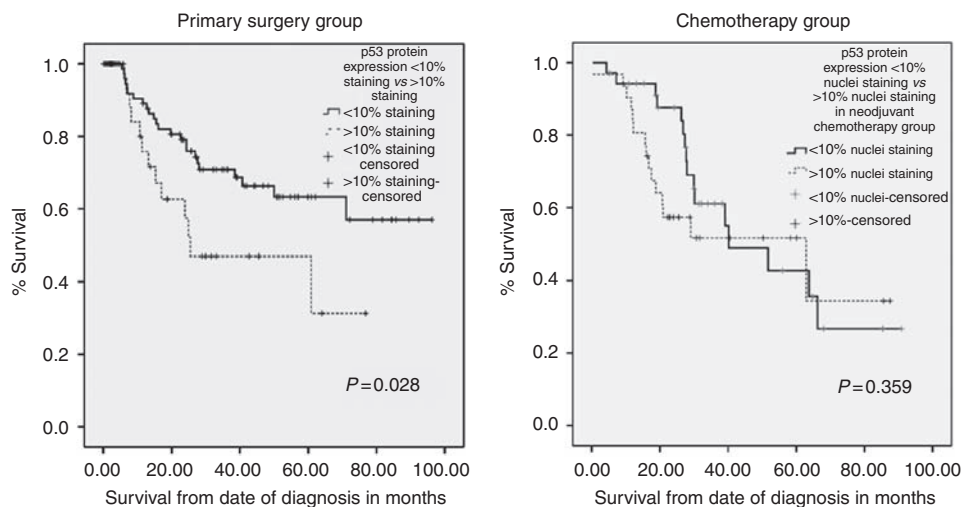 Primary surgery group
% Survival
1.0
0.8
0.6
0.4
0.2
0.0
p53 protein
expression <10%
staining vs >10%
staining
<10% staining
>10% staining
<10% staining
censored
>10% staining-
censored
P=0.028
0.00 20.00 40.00 60.00 80.00 100.00
Survival from date of diagnosis in months
Chemotherapy group
% Survival
1.0
0.8
0.6
0.4
0.2
0.0
p53 protein
expression <10%
nuclei staining vs
>10% nuclei staining
in neodjuvant
chemotherapy group
<10% nuclei staining
>10% nuclei staining
<10% nuclei-censored
>10%-censored
P=0.359
0.00 20.00 40.00 60.00 80.00 100.00
Survival from date of diagnosis in months